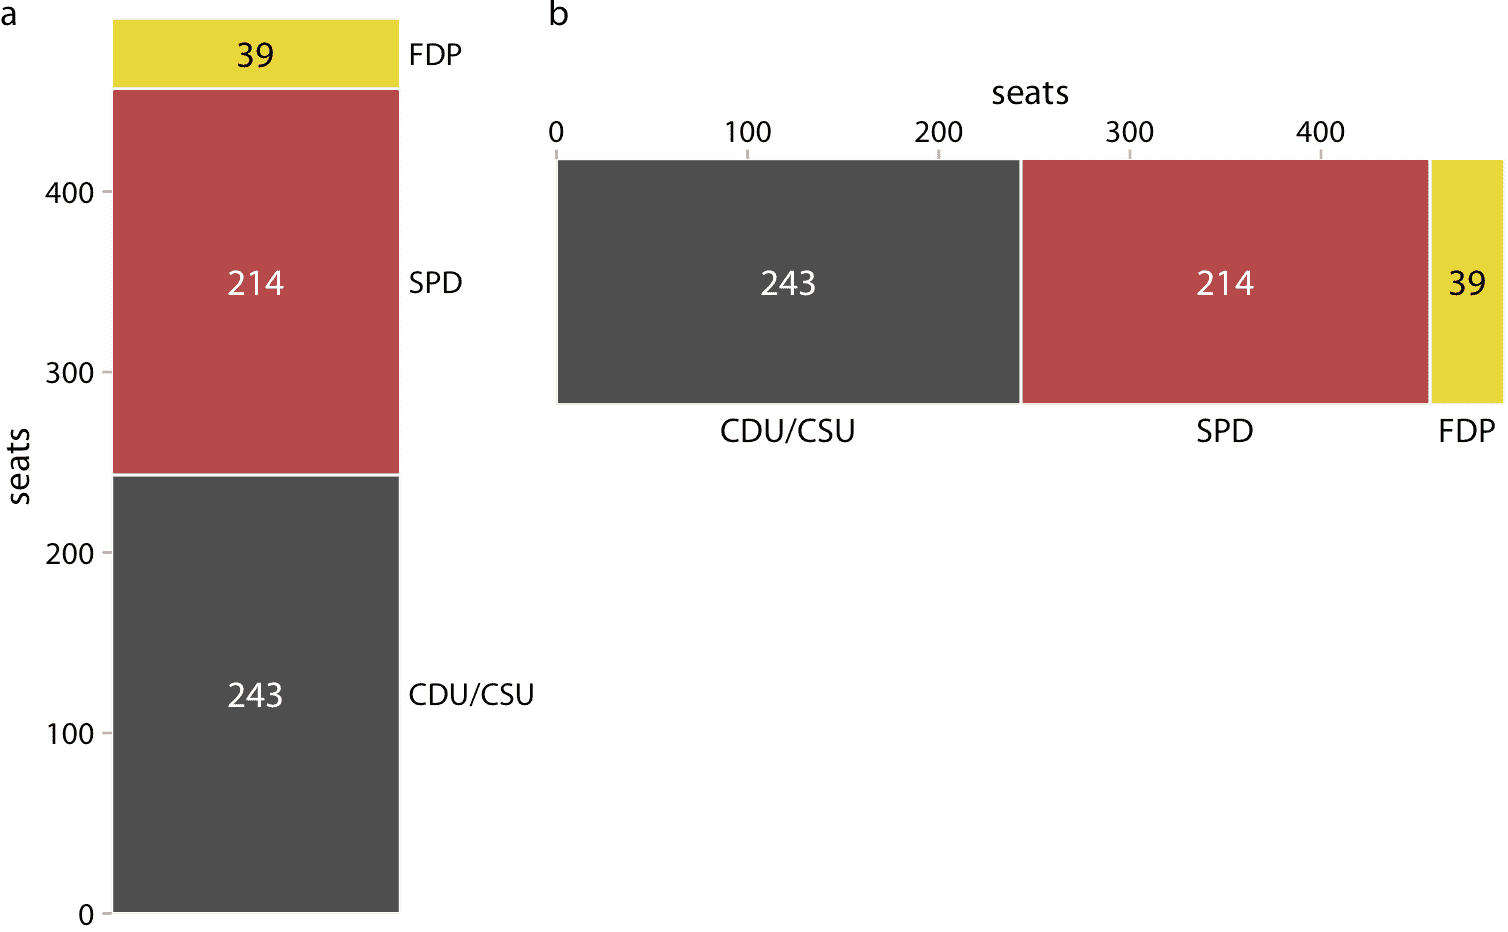 a
39 FDP
400
214 SPD
300
seats
200
243 CDU/CSU
100
0
b
seats
0 100 200 300 400
243 214 39
CDU/CSU SPD FDP